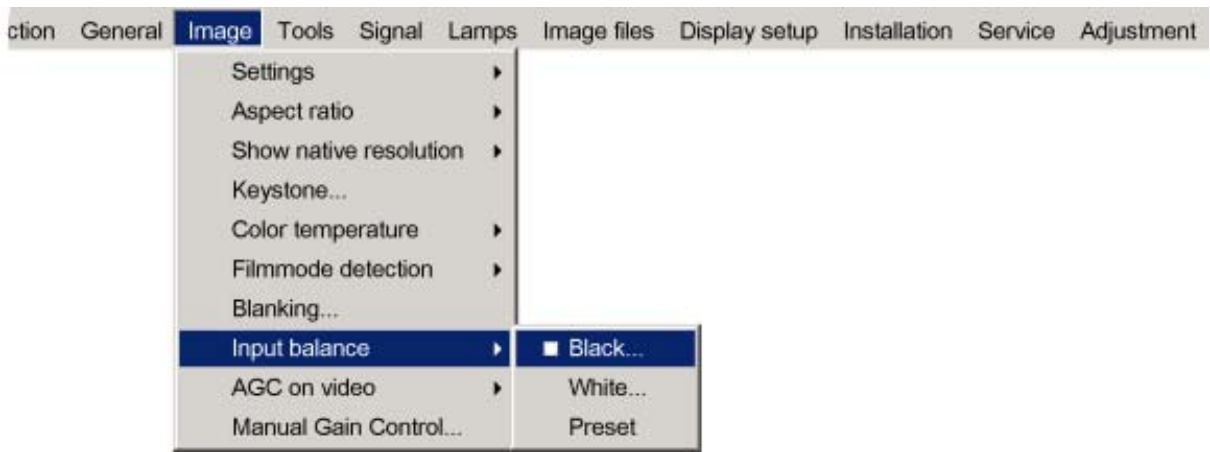 ction General Image Tools Signal Lamps Image files Display setup Installation Service Adjustment
Settings
Aspect ratio
Show native resolution
Keystone...
Color temperature
Filmmode detection
Blanking...
Input balance
Black...
AGC on video
White...
Manual Gain Control...
Preset